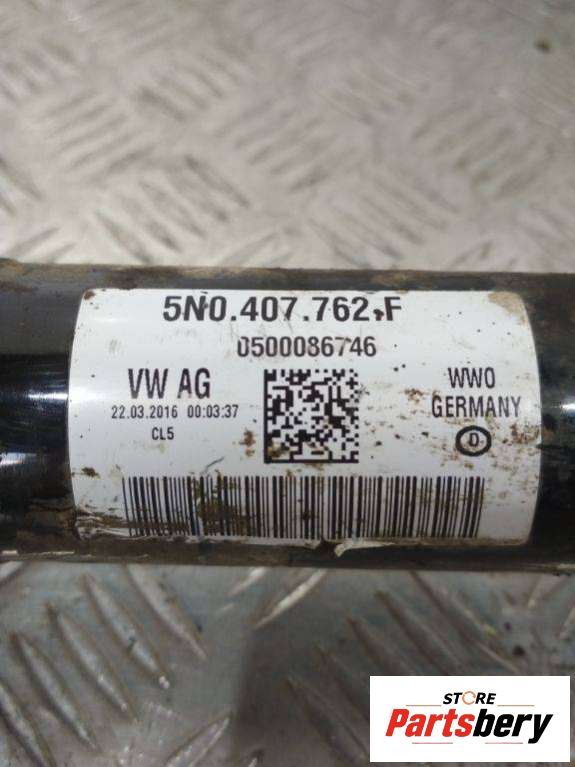 5N0.407.762.F
0500086746
VW AG
22.03.2016 00:03:37
CL5
WWO
GERMANY
D
STORE
Partsbery